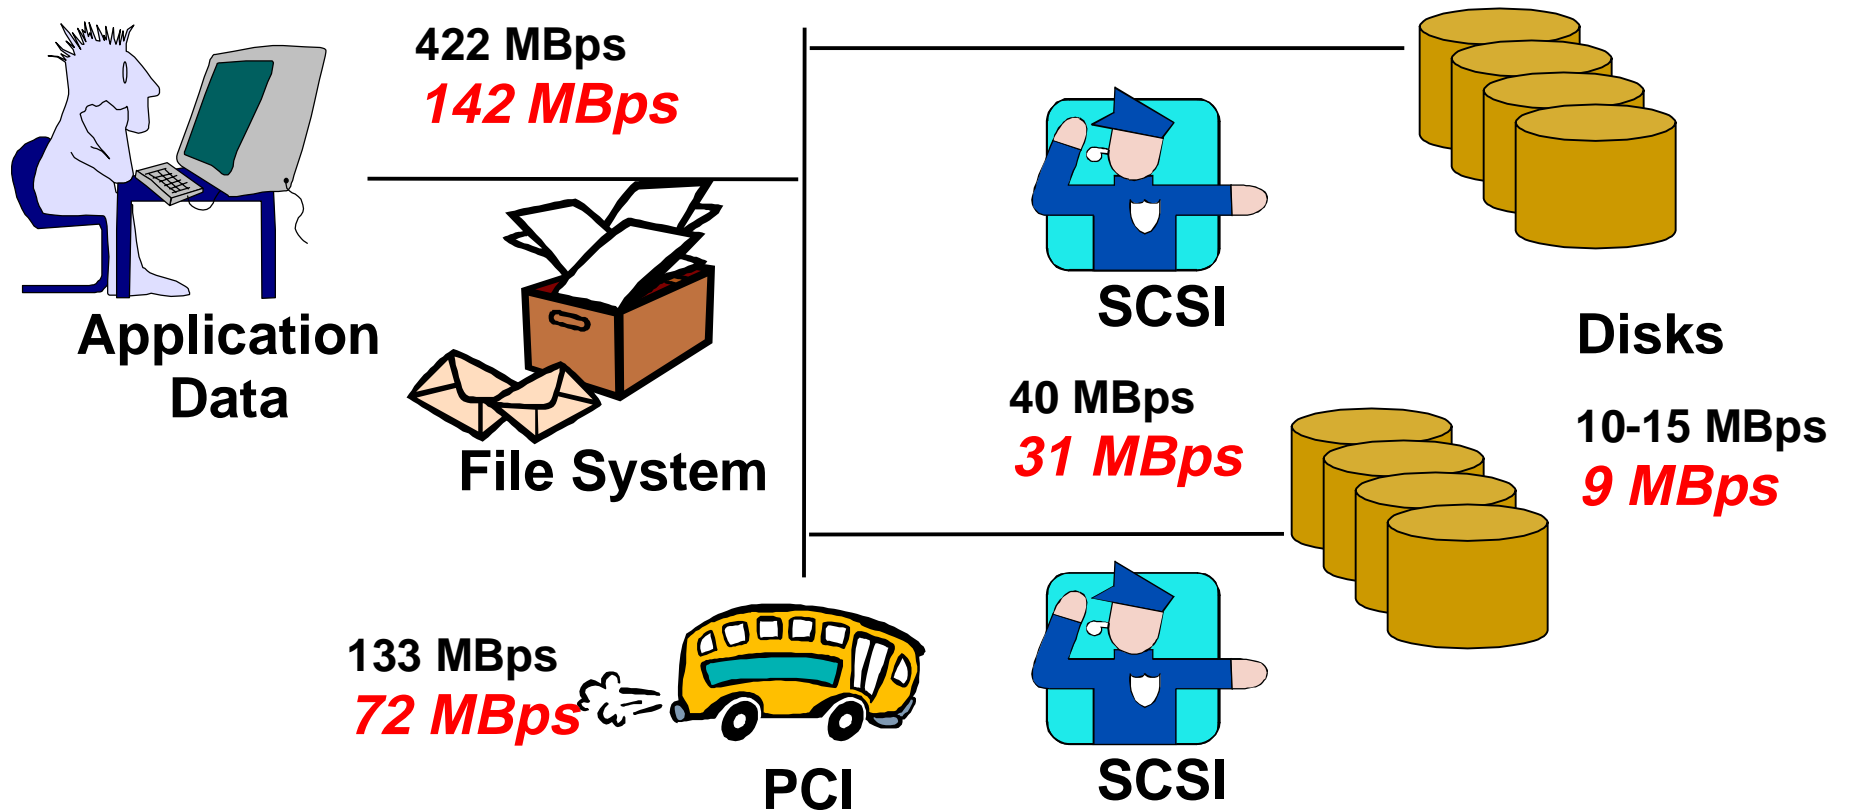 422 MBps
142 MBps
Application
Data
File System
SCSI
Disks
40 MBps
31 MBps
10-15 MBps
9 MBps
133 MBps
72 MBps
PCI
SCSI